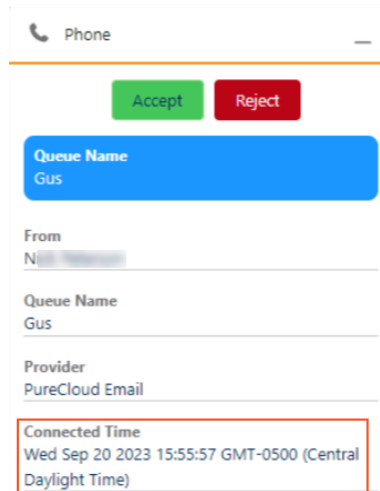 Phone
Accept Reject
Queue Name
Gus
From
Queue Name
Gus
Provider
PureCloud Email
Connected Time
Wed Sep 20 2023 15:55:57 GMT-0500 (Central
Daylight Time)